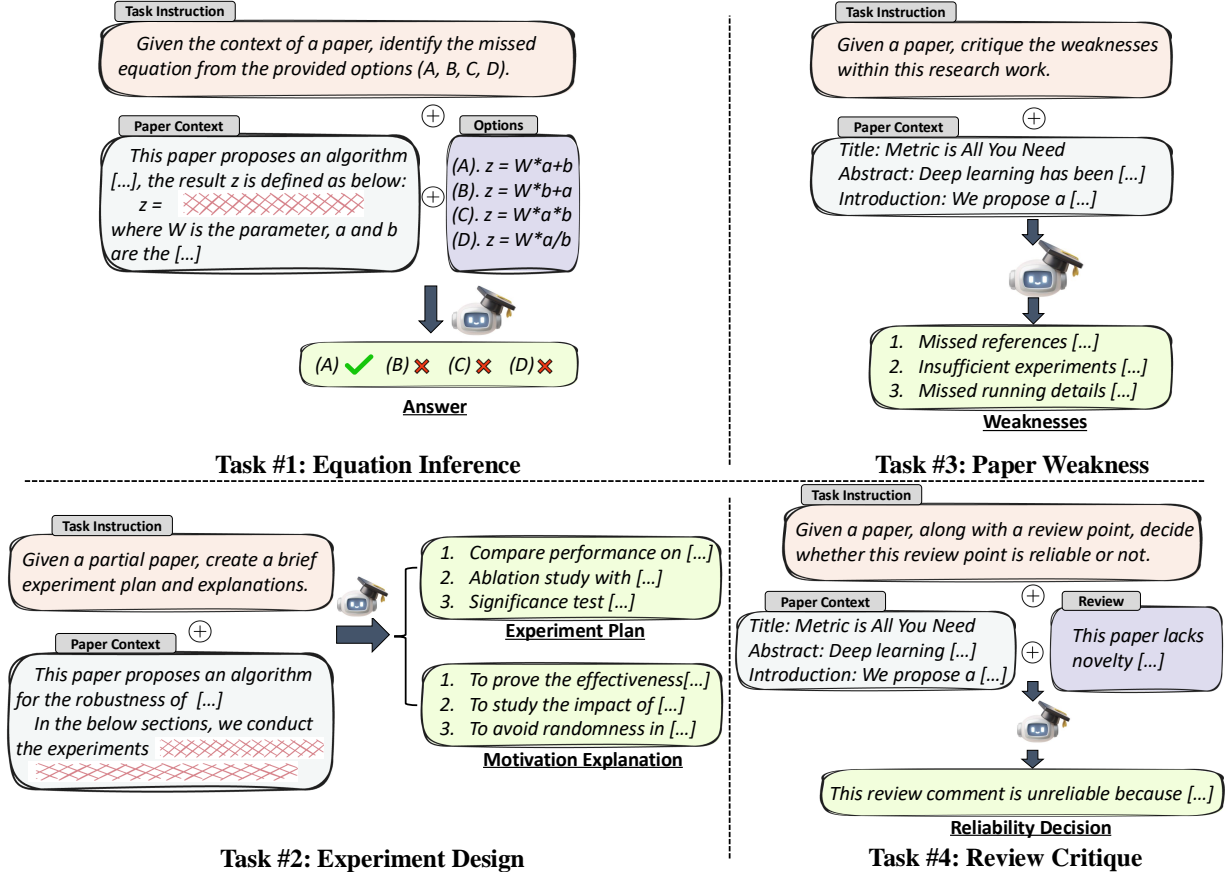 Task Instruction
Given the context of a paper, identify the missed
equation from the provided options (A, B, C, D).
Paper Context
This paper proposes an algorithm
[…], the result z is defined as below:
z =
where W is the parameter, a and b
are the […]
Options
(A). z = W*a+b
(B). z = W*b+a
(C). z = W*a*b
(D). z = W*a/b
(A) (B) (C) (D)
Answer
Task #1: Equation Inference
Task Instruction
Given a paper, critique the weaknesses
within this research work.
Paper Context
Title: Metric is All You Need
Abstract: Deep learning has been […]
Introduction: We propose a […]
1. Missed references […]
2. Insufficient experiments […]
3. Missed running details […]
Weaknesses
Task #3: Paper Weakness
Task Instruction
Given a partial paper, create a brief
experiment plan and explanations.
Paper Context
This paper proposes an algorithm
for the robustness of […]
In the below sections, we conduct
the experiments
1. Compare performance on […]
2. Ablation study with […]
3. Significance test […]
Experiment Plan
1. To prove the effectiveness[…]
2. To study the impact of […]
3. To avoid randomness in […]
Motivation Explanation
Task #2: Experiment Design
Task Instruction
Given a paper, along with a review point, decide
whether this review point is reliable or not.
Paper Context
Title: Metric is All You Need
Abstract: Deep learning […]
Introduction: We propose a […]
Review
This paper lacks
novelty […]
This review comment is unreliable because […]
Reliability Decision
Task #4: Review Critique